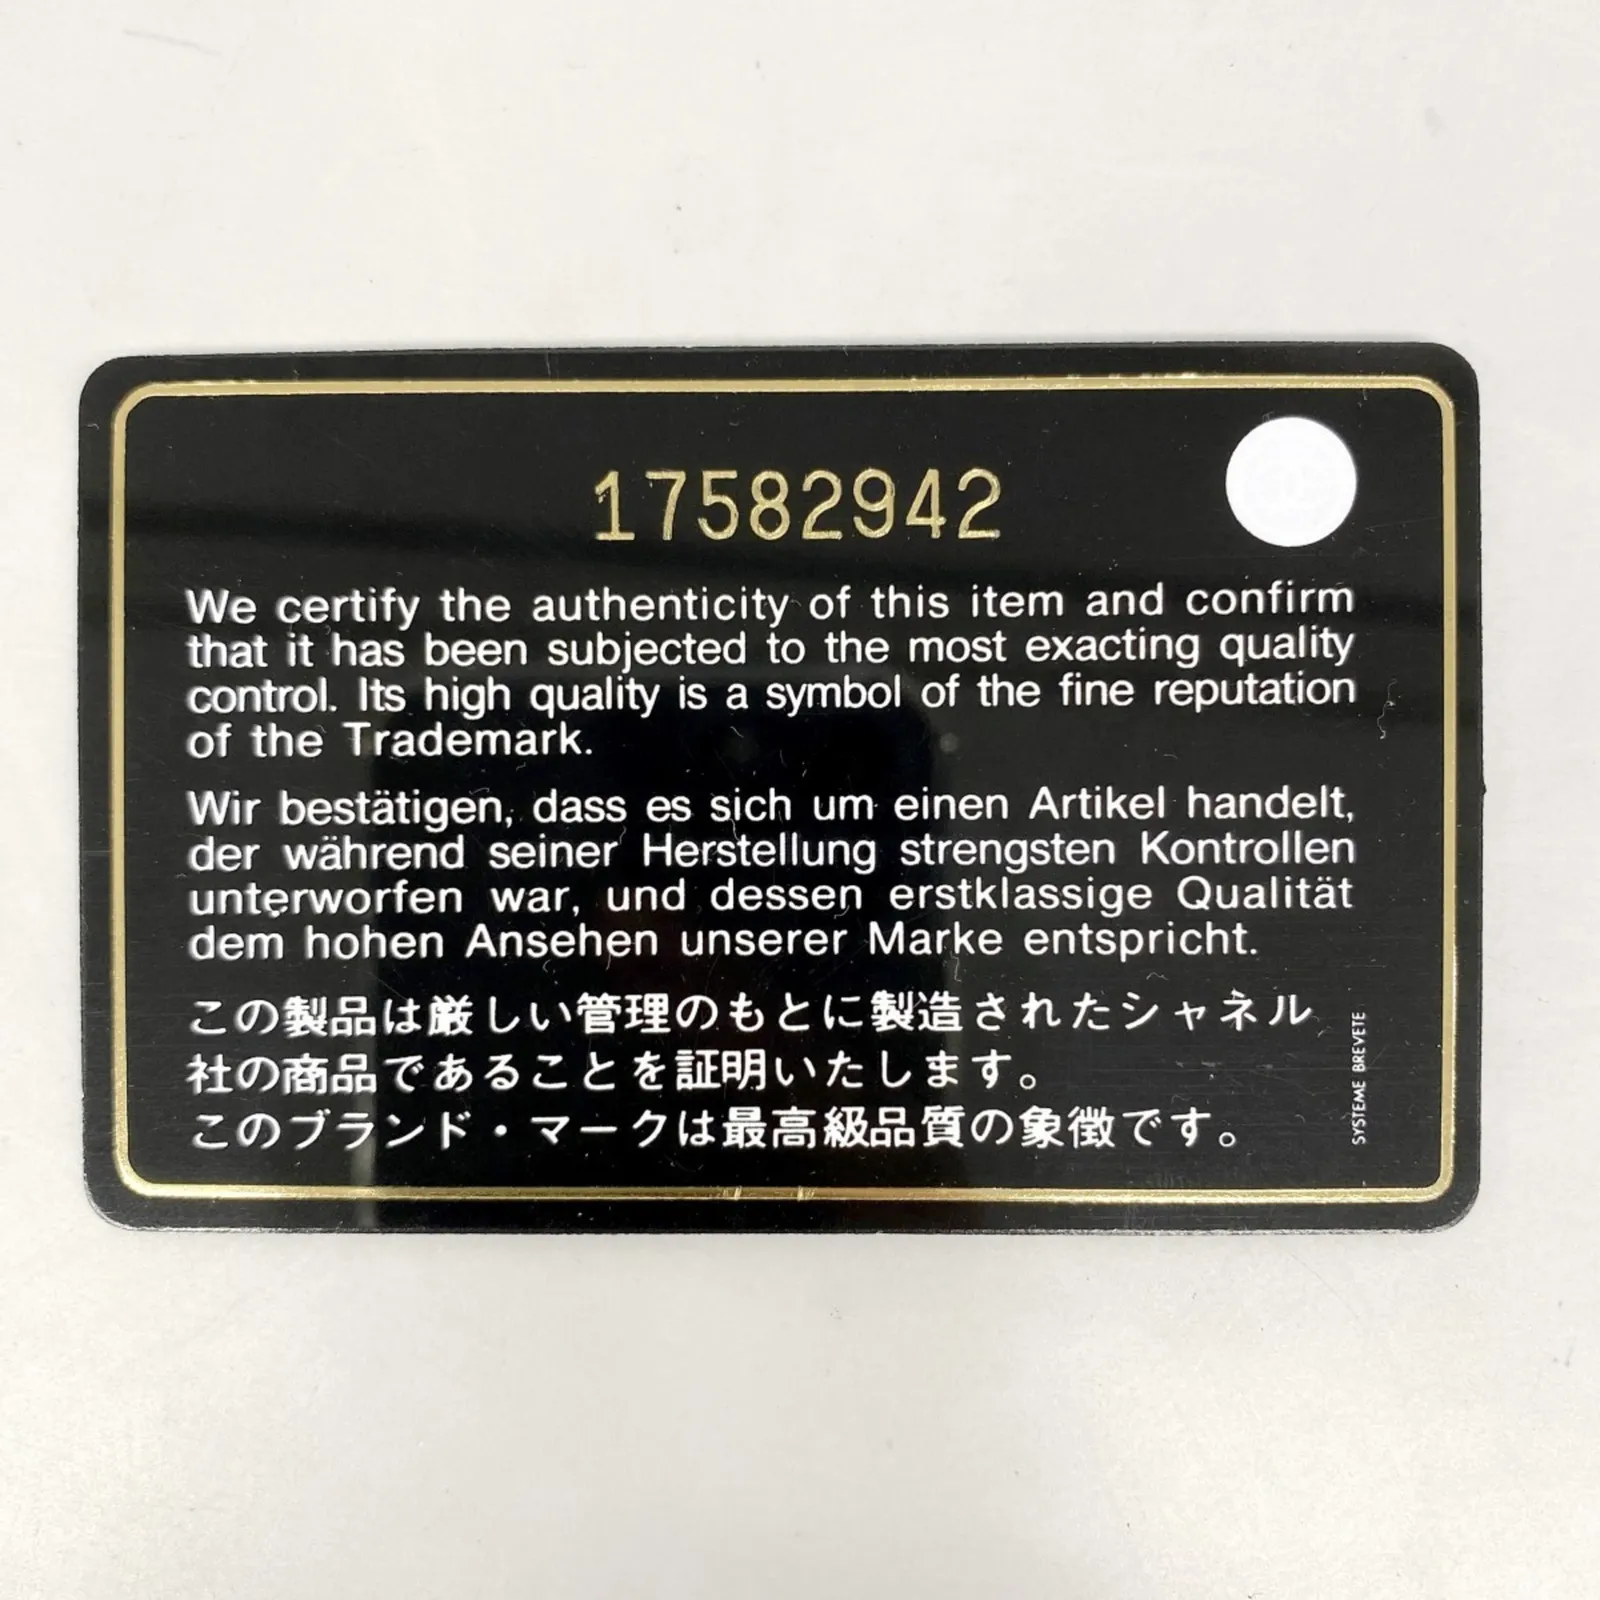 17582942
We certify the authenticity of this item and confirm
that it has been subjected to the most exacting quality
control. Its high quality is a symbol of the fine reputation
of the Trademark.
Wir bestätigen, dass es sich um einen Artikel handelt,
der während seiner Herstellung strengsten Kontrollen
unterworfen war, und dessen erstklassige Qualität
dem hohen Ansehen unserer Marke entspricht.
この製品は厳しい管理のもとに製造されたシャネル
社の商品であることを証明いたします。
このブランド・マークは最高級品質の象徴です。
SYSTEME BREVETE